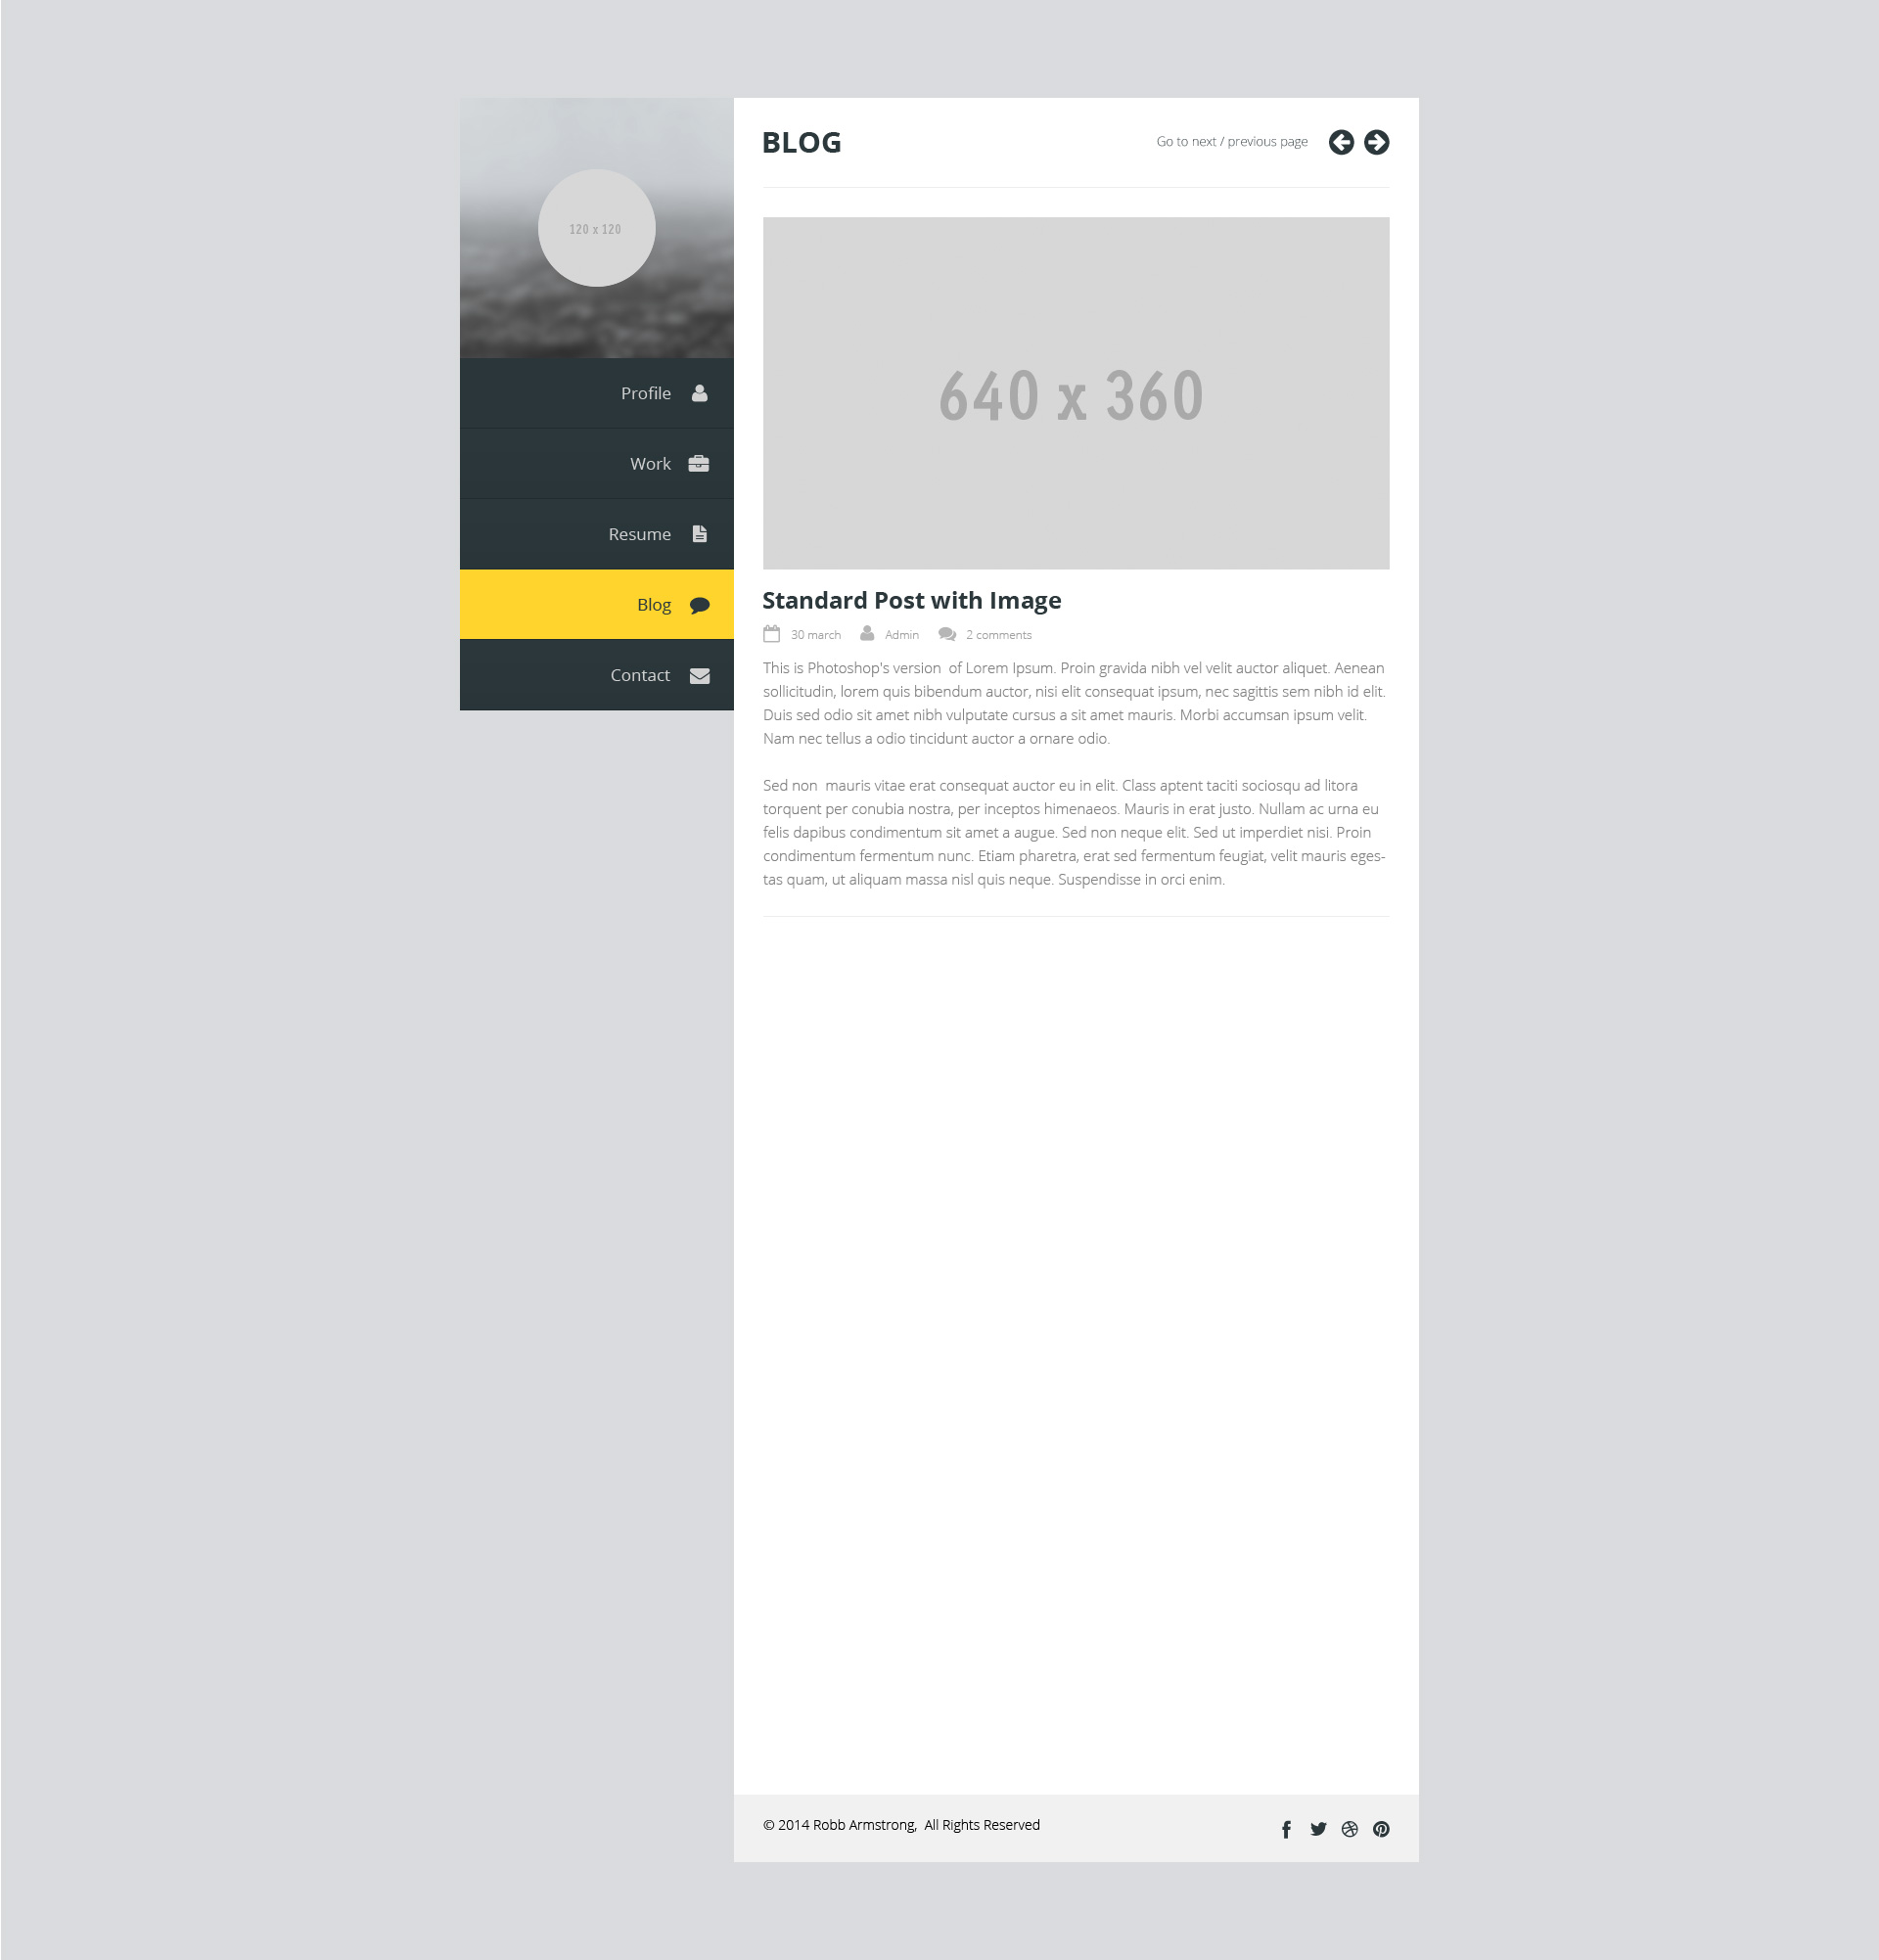 120 x 120
Profile
Work
Resume
Blog
Contact
BLOG
Go to next / previous page
640 x 360
Standard Post with Image
30 march Admin 2 comments
This is Photoshop's version  of Lorem Ipsum. Proin gravida nibh vel velit auctor aliquet. Aenean
sollicitudin, lorem quis bibendum auctor, nisi elit consequat ipsum, nec sagittis sem nibh id elit.
Duis sed odio sit amet nibh vulputate cursus a sit amet mauris. Morbi accumsan ipsum velit.
Nam nec tellus a odio tincidunt auctor a ornare odio.
Sed non  mauris vitae erat consequat auctor eu in elit. Class aptent taciti sociosqu ad litora
torquent per conubia nostra, per inceptos himenaeos. Mauris in erat justo. Nullam ac urna eu
felis dapibus condimentum sit amet a augue. Sed non neque elit. Sed ut imperdiet nisi. Proin
condimentum fermentum nunc. Etiam pharetra, erat sed fermentum feugiat, velit mauris eges-
tas quam, ut aliquam massa nisl quis neque. Suspendisse in orci enim.
© 2014 Robb Armstrong,  All Rights Reserved